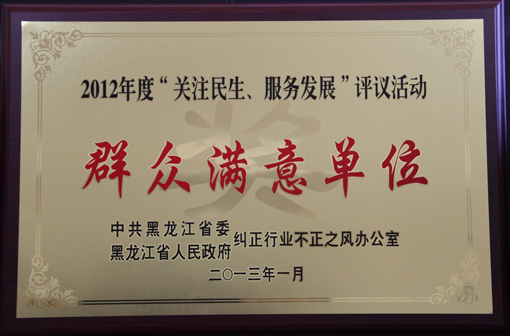 2012年度“关注民生、服务发展”评议活动
奖
群众满意单位
中共黑龙江省委
黑龙江省人民政府
纠正行业不正之风办公室
二〇一三年一月